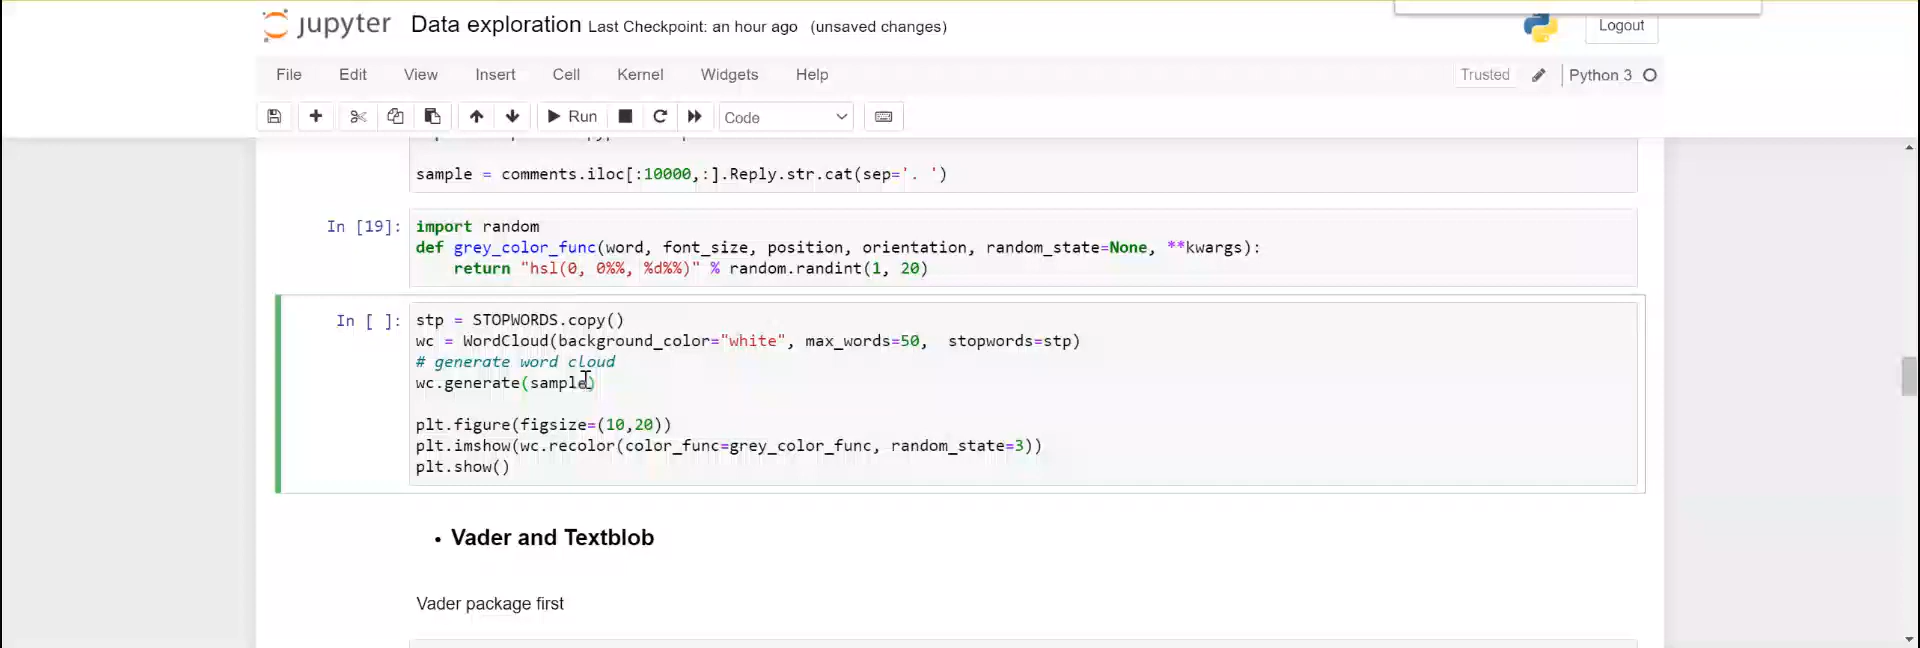 jupyter Data exploration Last Checkpoint: an hour ago (unsaved changes) Logout
File Edit View Insert Cell Kernel Widgets Help Trusted Python 3
Run Code
sample = comments.iloc[:10000,:].Reply.str.cat(sep='. ')
In [19]: import random
def grey_color_func(word, font_size, position, orientation, random_state=None, **kwargs):
    return "hsl(0, 0%%, %d%%)" % random.randint(1, 20)
In [ ]: stp = STOPWORDS.copy()
wc = WordCloud(background_color="white", max_words=50,  stopwords=stp)
# generate word cloud
wc.generate(sample)
plt.figure(figsize=(10,20))
plt.imshow(wc.recolor(color_func=grey_color_func, random_state=3))
plt.show()
• Vader and Textblob
Vader package first